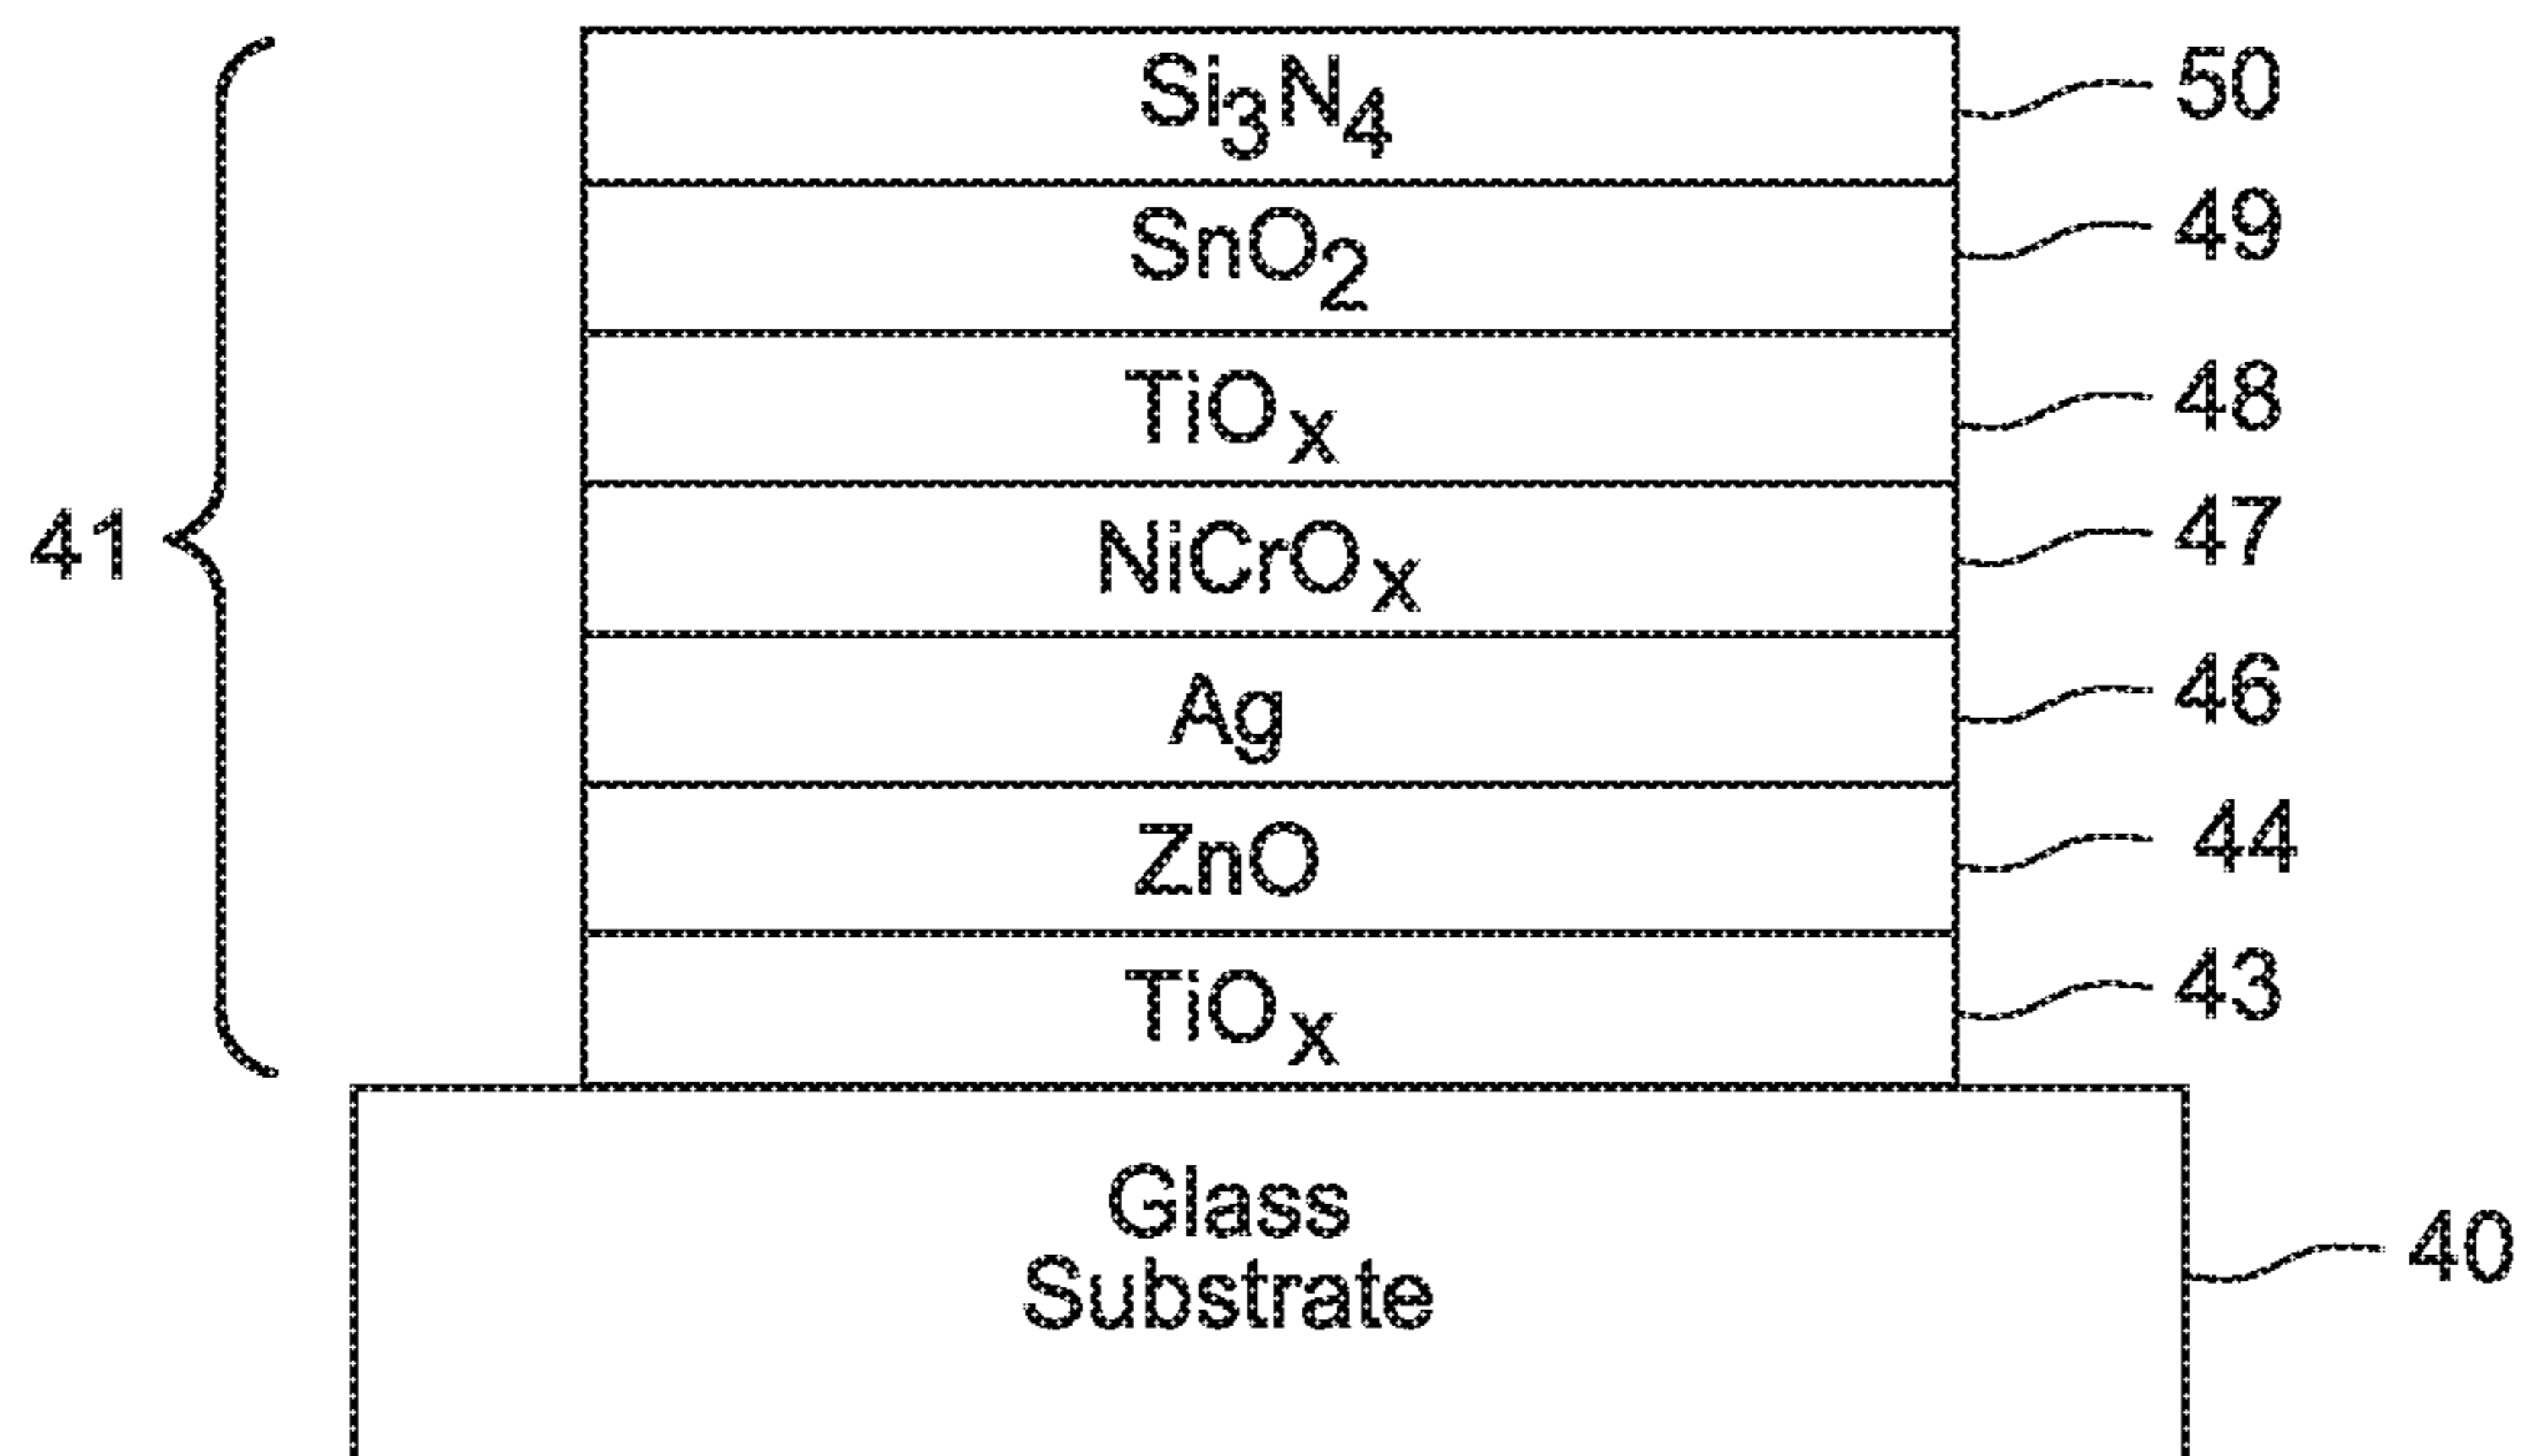 Si3N4 50
SnO2 49
TiOx 48
NiCrOx 47
41
Ag 46
ZnO 44
TiOx 43
Glass
Substrate
40